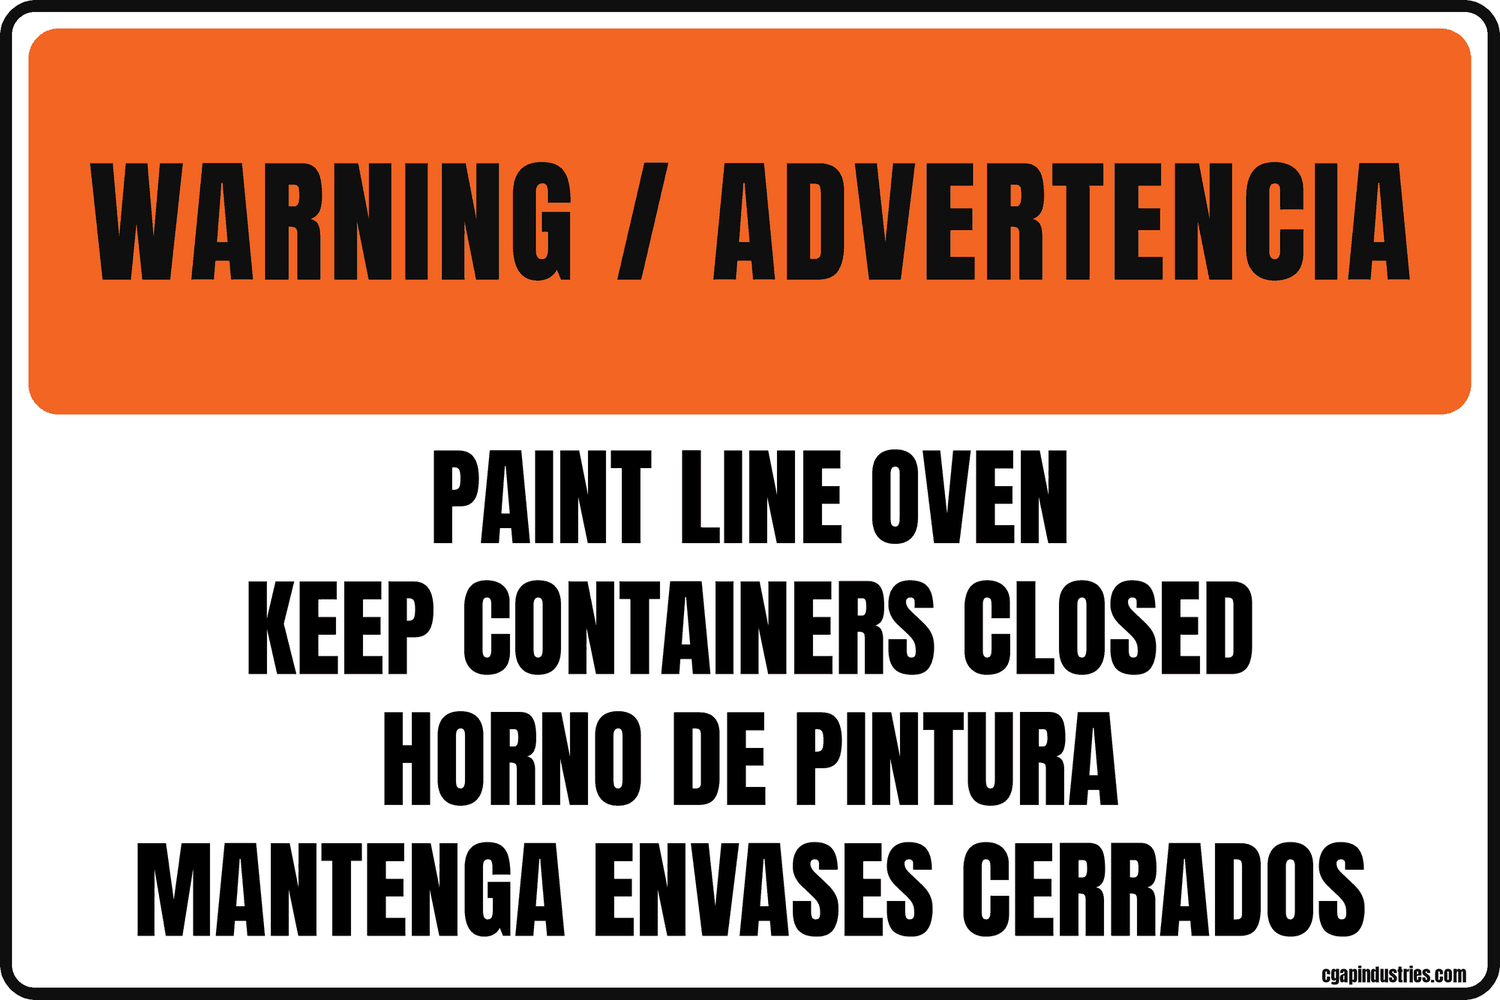 WARNING / ADVERTENCIA
PAINT LINE OVEN
KEEP CONTAINERS CLOSED
HORNO DE PINTURA
MANTENGA ENVASES CERRADOS
cgapindustries.com